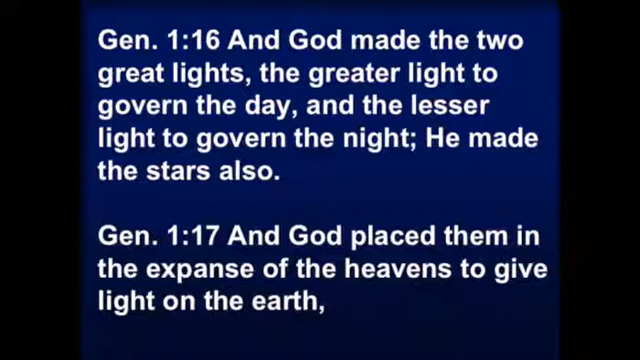 Gen. 1:16 And God made the two
great lights, the greater light to
govern the day, and the lesser
light to govern the night; He made
the stars also.
Gen. 1:17 And God placed them in
the expanse of the heavens to give
light on the earth,